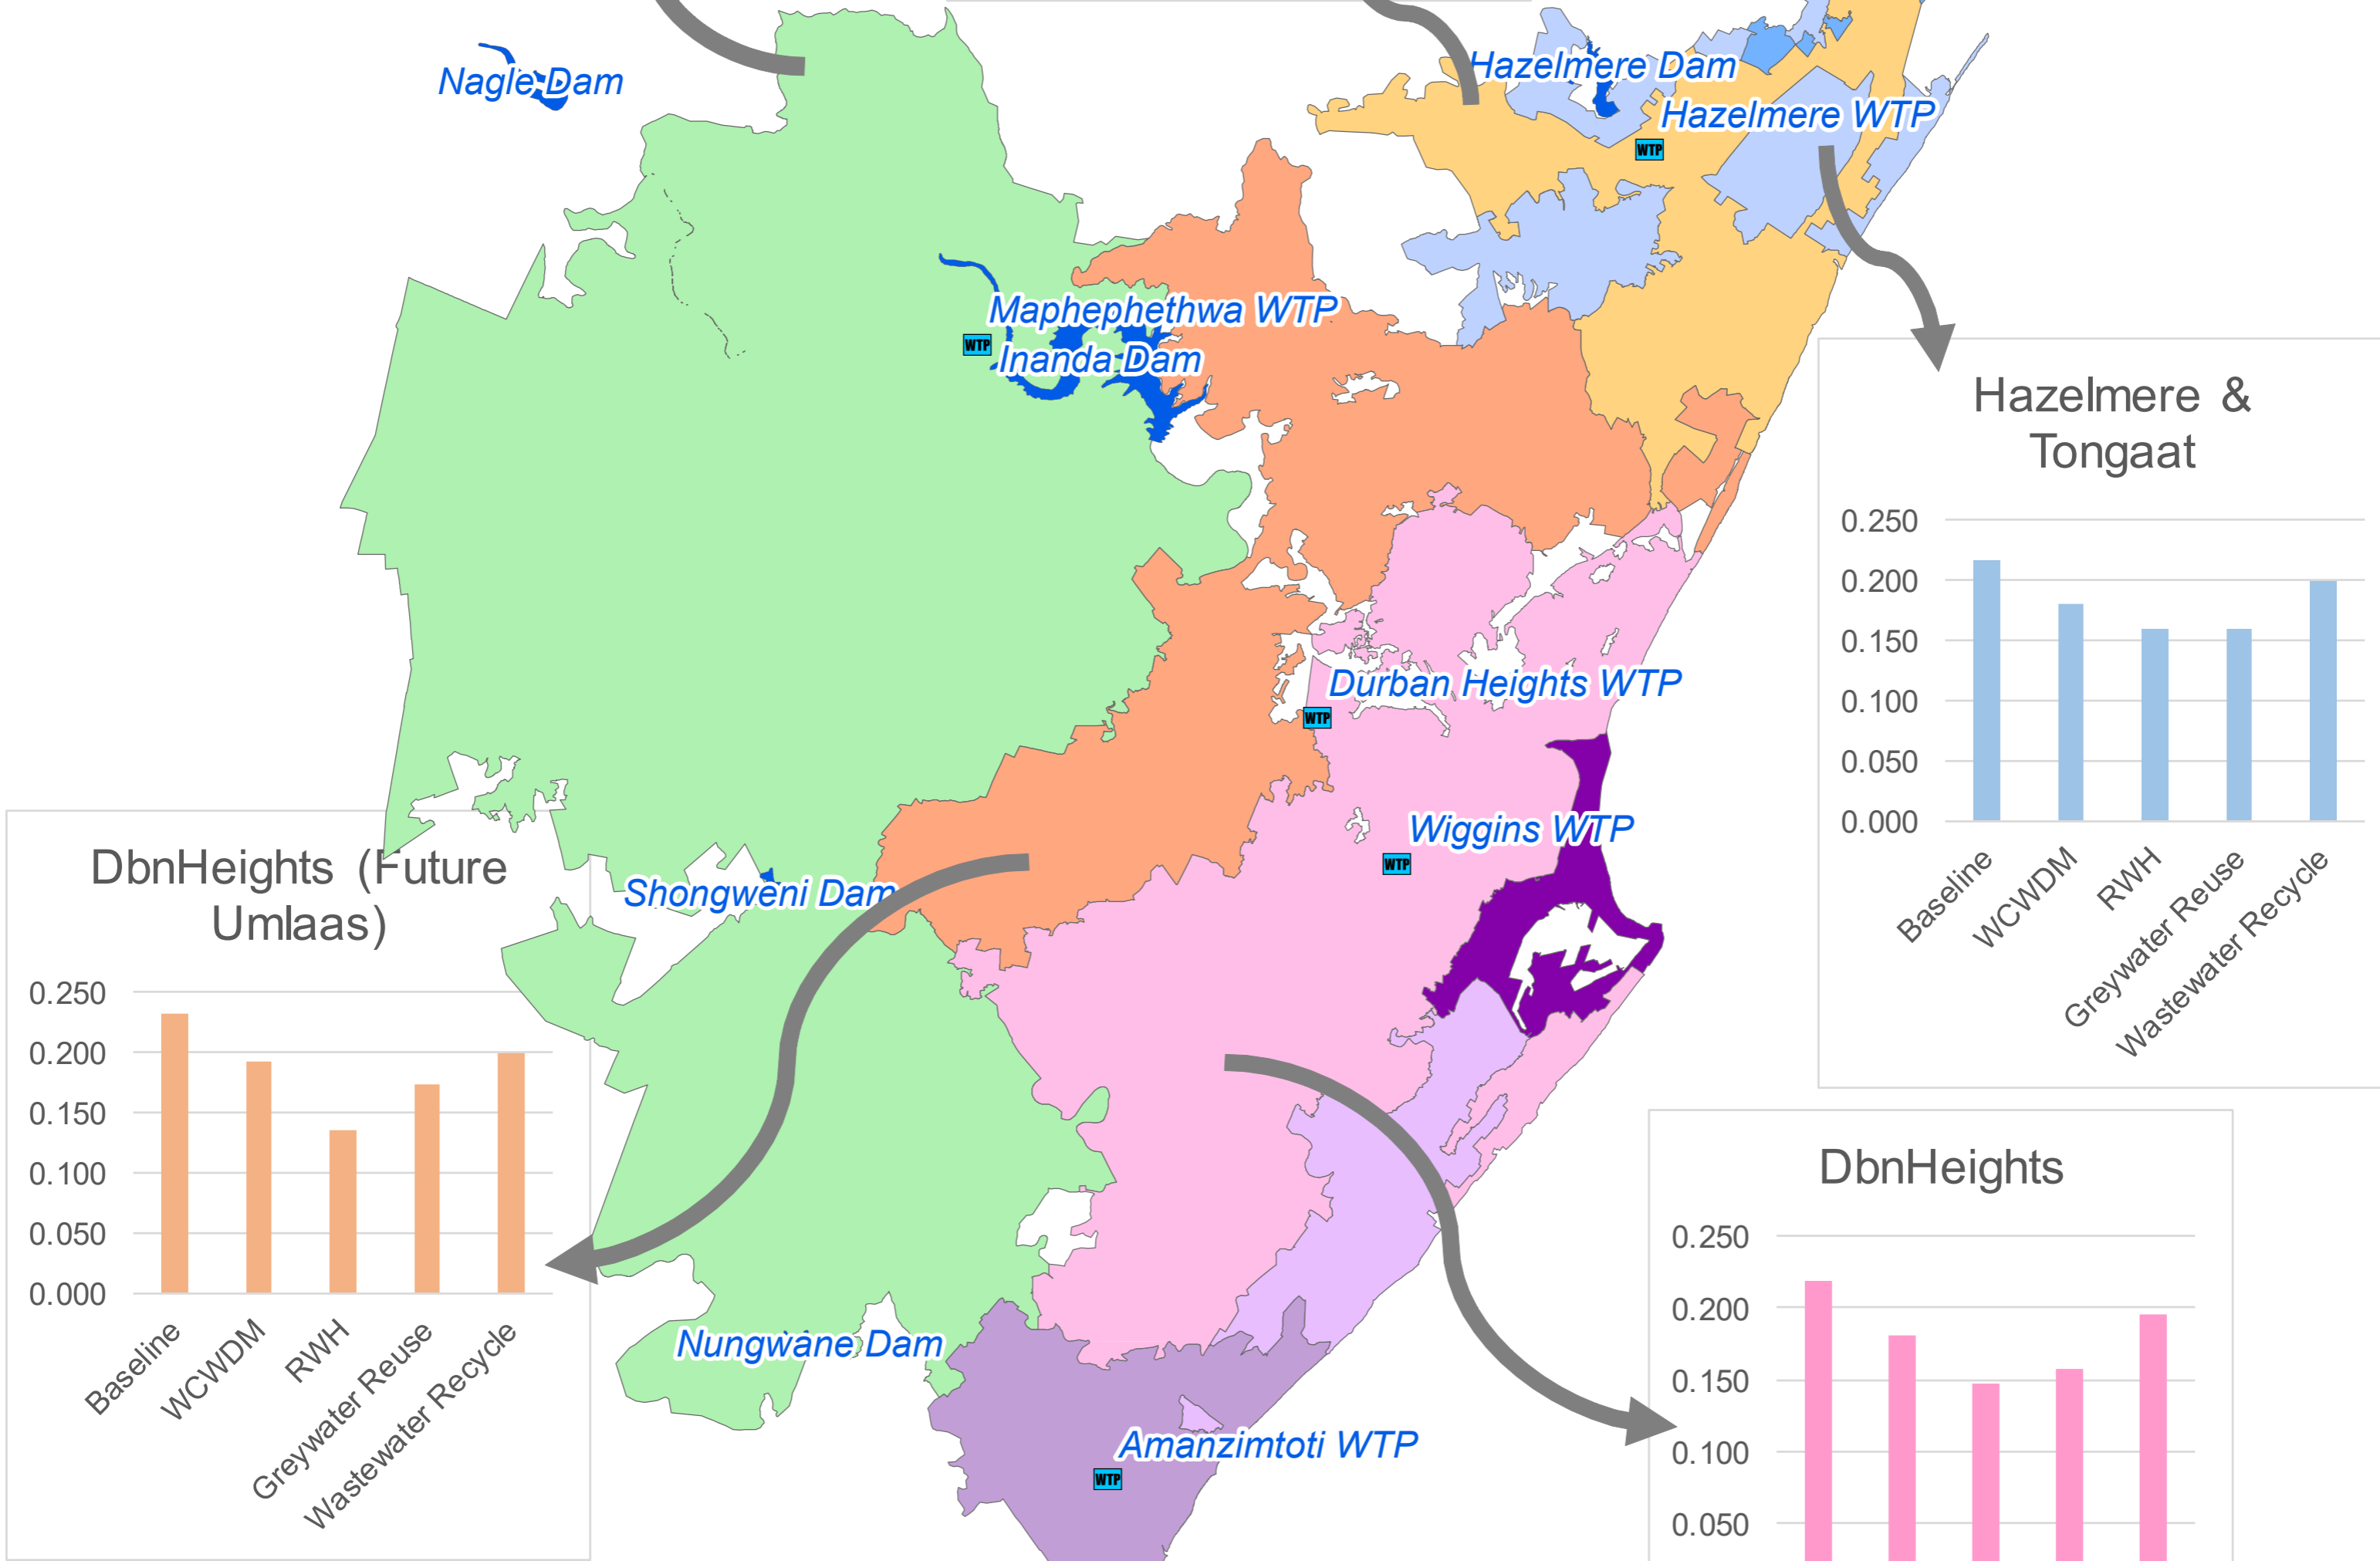 Nagle Dam
Hazelmere Dam
Hazelmere WTP
WTP
Maphephethwa WTP
WTP
Inanda Dam
Hazelmere &
Tongaat
0.250
0.200
0.150
0.100
0.050
0.000
Baseline
WCWDM
RWH
Greywater Reuse
Wastewater Recycle
Durban Heights WTP
WTP
Wiggins WTP
WTP
Shongweni Dam
DbnHeights (Future
Umlaas)
0.250
0.200
0.150
0.100
0.050
0.000
Baseline
WCWDM
RWH
Greywater Reuse
Wastewater Recycle
Nungwane Dam
Amanzimtoti WTP
WTP
DbnHeights
0.250
0.200
0.150
0.100
0.050